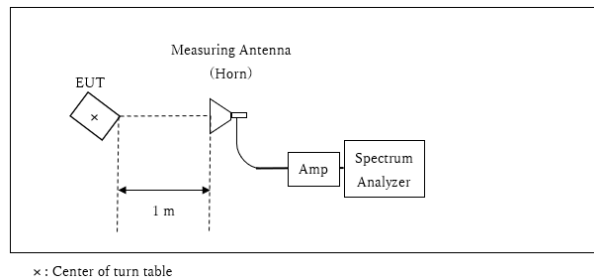 Measuring Antenna
(Horn)
EUT
×
Amp
Spectrum
Analyzer
1 m
× : Center of turn table